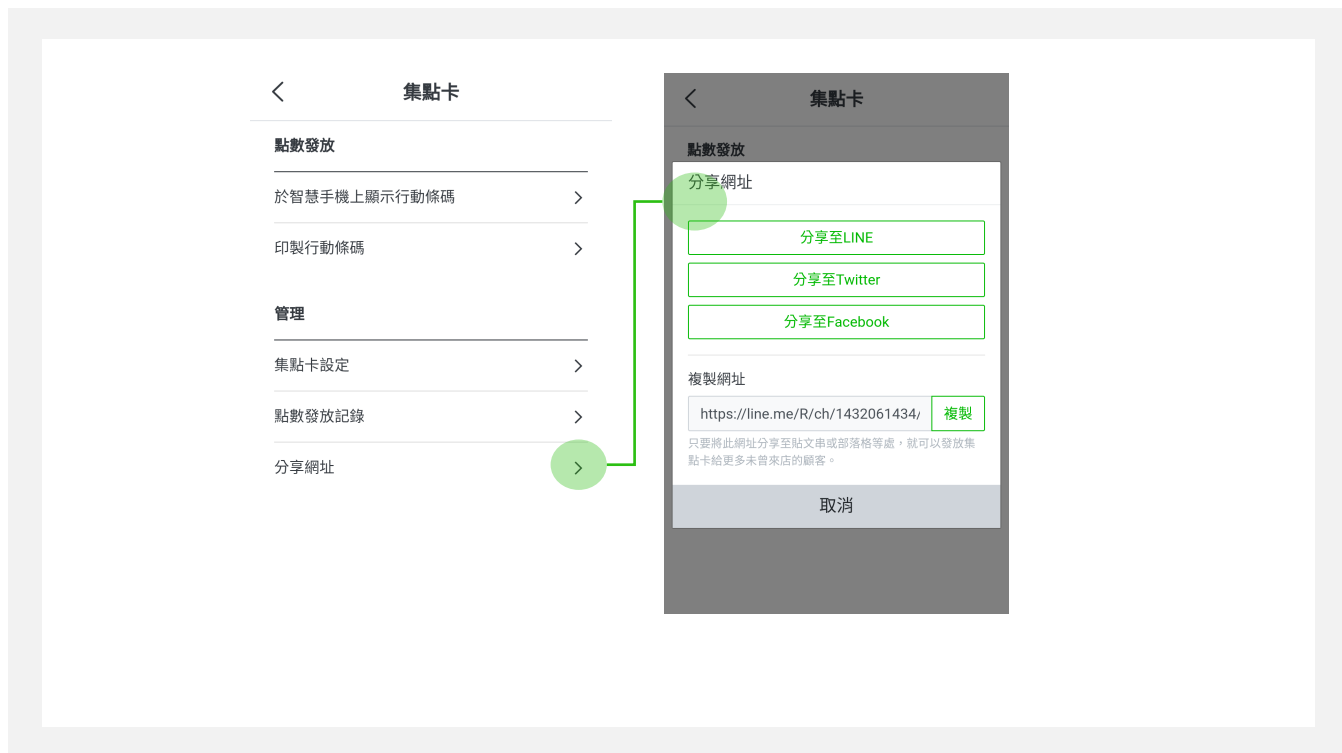 集點卡
點數發放
於智慧手機上顯示行動條碼
印製行動條碼
管理
集點卡設定
點數發放記錄
分享網址
集點卡
點數發放
分享網址
分享至LINE
分享至Twitter
分享至Facebook
複製網址
https://line.me/R/ch/1432061434/
複製
只要將此網址分享至貼文串或部落格等處，就可以發放集
點卡給更多未曾來店的顧客。
取消